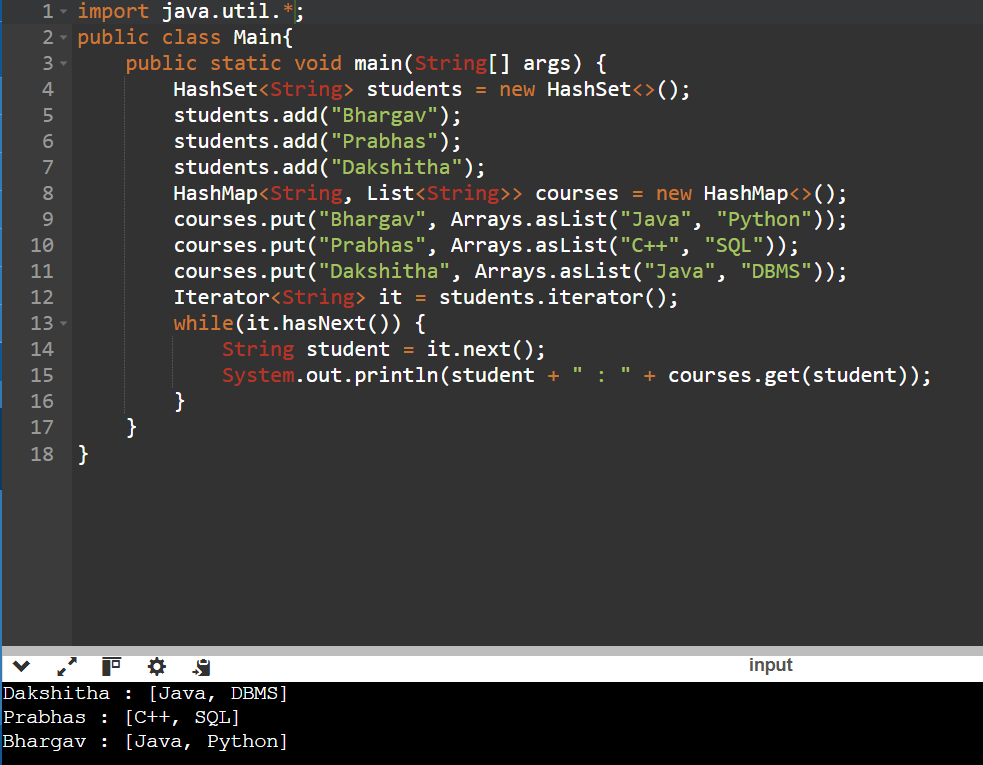 1 import java.util.*;
2 public class Main{
3     public static void main(String[] args) {
4         HashSet<String> students = new HashSet<>();
5         students.add("Bhargav");
6         students.add("Prabhas");
7         students.add("Dakshitha");
8         HashMap<String, List<String>> courses = new HashMap<>();
9         courses.put("Bhargav", Arrays.asList("Java", "Python"));
10         courses.put("Prabhas", Arrays.asList("C++", "SQL"));
11         courses.put("Dakshitha", Arrays.asList("Java", "DBMS"));
12         Iterator<String> it = students.iterator();
13         while(it.hasNext()) {
14             String student = it.next();
15             System.out.println(student + " : " + courses.get(student));
16         }
17     }
18 }
input
Dakshitha : [Java, DBMS]
Prabhas : [C++, SQL]
Bhargav : [Java, Python]